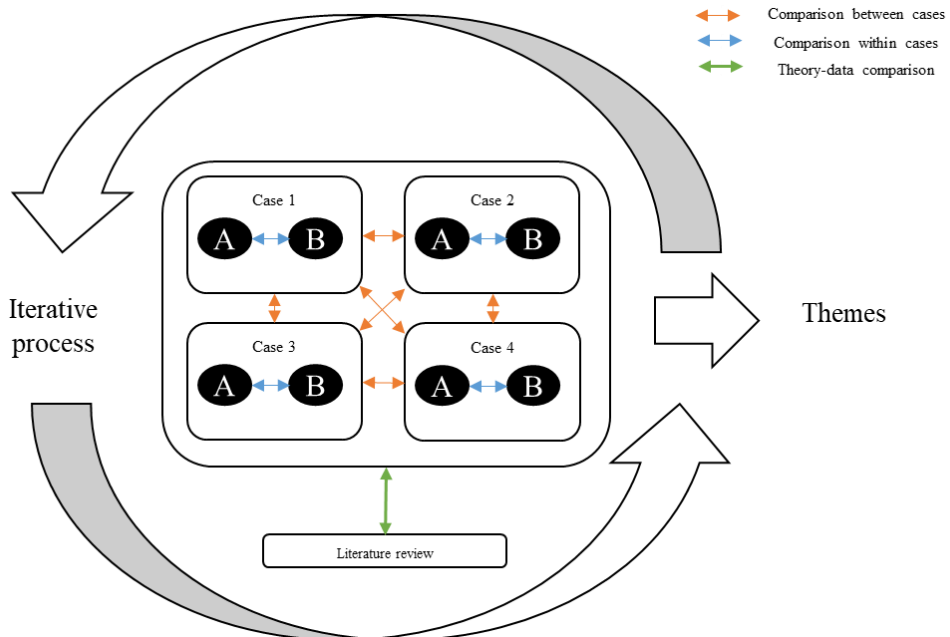 Comparison between cases
Comparison within cases
Theory-data comparison
Case 1
Case 2
A
B
A
B
Iterative
process
Themes
Case 3
Case 4
A
B
A
B
Literature review